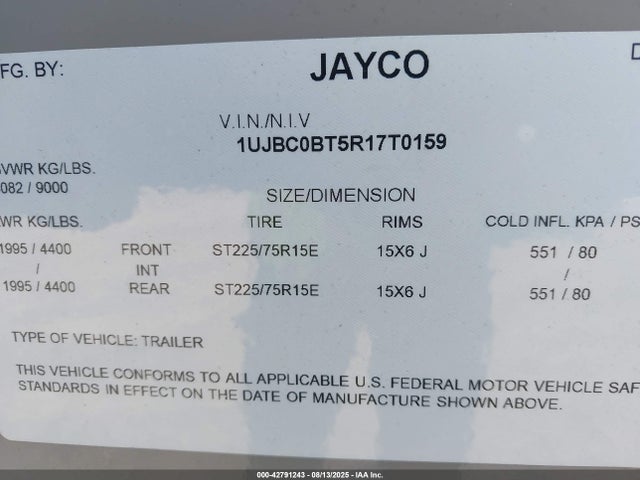 FG. BY: JAYCO D
V.I.N./N.I.V
1UJBC0BT5R17T0159
VWR KG/LBS.
082 / 9000
SIZE/DIMENSION
WR KG/LBS. TIRE RIMS COLD INFL. KPA / PS
1995 / 4400 FRONT ST225/75R15E 15X6 J 551 / 80
/ INT /
1995 / 4400 REAR ST225/75R15E 15X6 J 551 / 80
TYPE OF VEHICLE: TRAILER
THIS VEHICLE CONFORMS TO ALL APPLICABLE U.S. FEDERAL MOTOR VEHICLE SAF
STANDARDS IN EFFECT ON THE DATE OF MANUFACTURE SHOWN ABOVE.
000-42791243 - 08/13/2025 - IAA Inc.